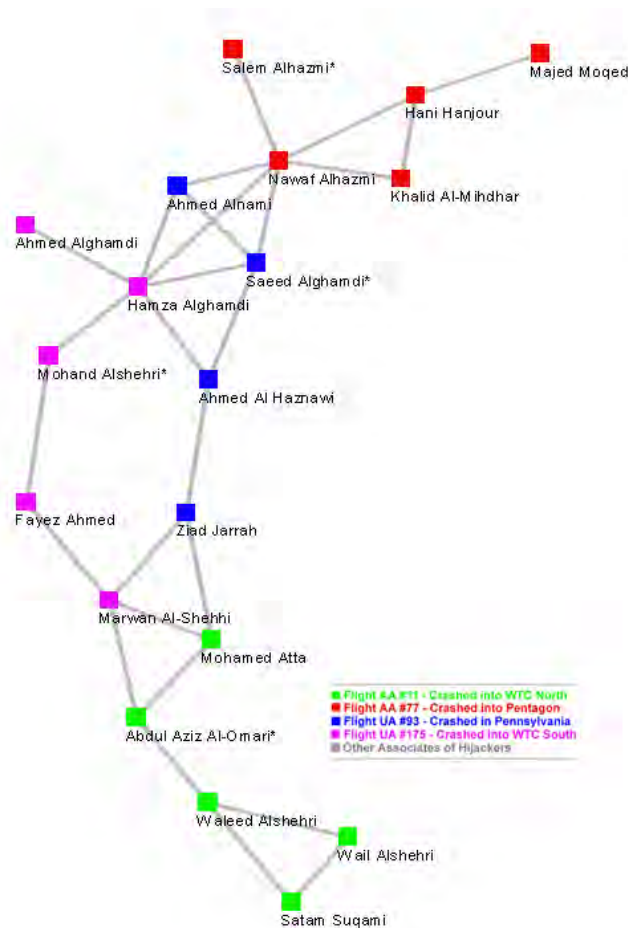 Salem Alhazmi*
Majed Moqed
Hani Hanjour
Nawaf Alhazmi
Khalid Al-Mihdhar
Ahmed Alnami
Ahmed Alghamdi
Saeed Alghamdi*
Hamza Alghamdi
Mohand Alshehri*
Ahmed Al Haznawi
Fayez Ahmed
Ziad Jarrah
Marwan Al-Shehhi
Mohamed Atta
Flight AA #11 - Crashed into WTC North
Flight AA #77 - Crashed into Pentagon
Flight UA #93 - Crashed in Pennsylvania
Flight UA #175 - Crashed into WTC South
Other Associates of Hijackers
Abdul Aziz Al-Omari*
Waleed Alshehri
Wail Alshehri
Satam Suqami